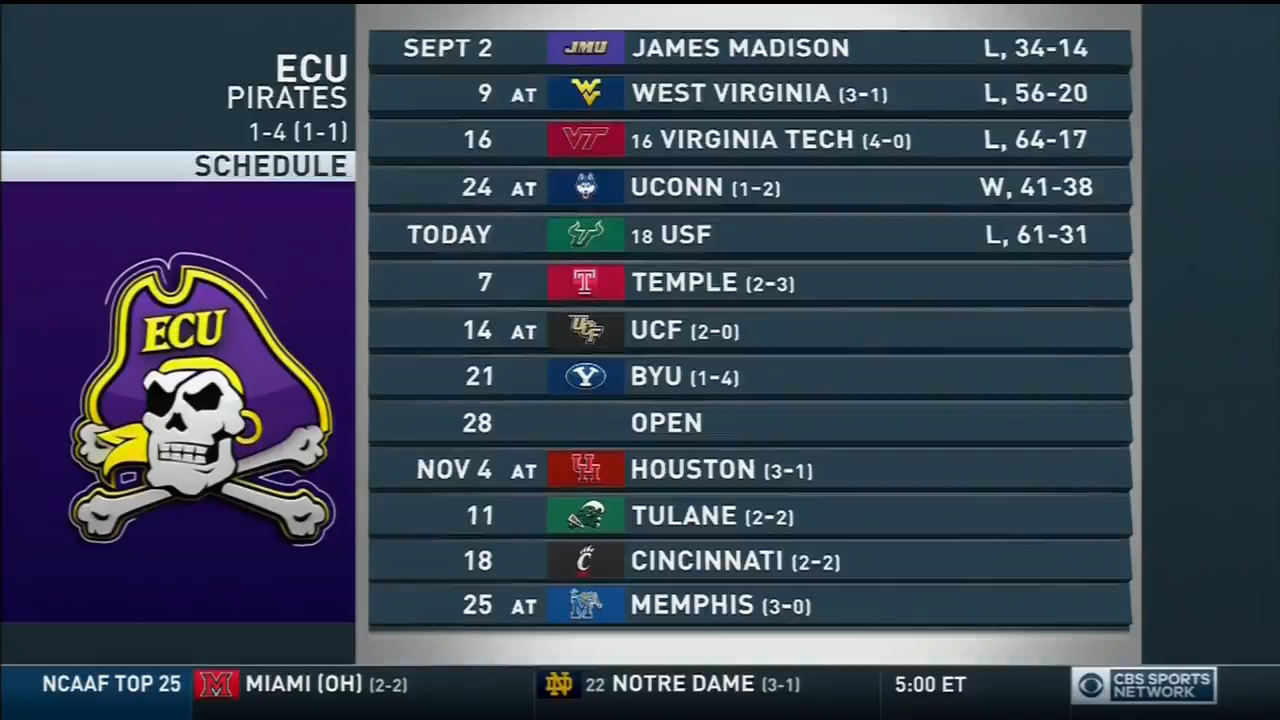 ECU
PIRATES
1-4 (1-1)
SCHEDULE
ECU
SEPT 2 JMU JAMES MADISON L, 34-14
9 AT WV WEST VIRGINIA (3-1) L, 56-20
16 VT 16 VIRGINIA TECH (4-0) L, 64-17
24 AT UCONN (1-2) W, 41-38
TODAY 18 USF L, 61-31
7 T TEMPLE (2-3)
14 AT UCF UCF (2-0)
21 Y BYU (1-4)
28 OPEN
NOV 4 AT UH HOUSTON (3-1)
11 TULANE (2-2)
18 C CINCINNATI (2-2)
25 AT M MEMPHIS (3-0)
NCAAF TOP 25 M MIAMI (OH) (2-2) ND 22 NOTRE DAME (3-1) 5:00 ET CBS SPORTS
NETWORK